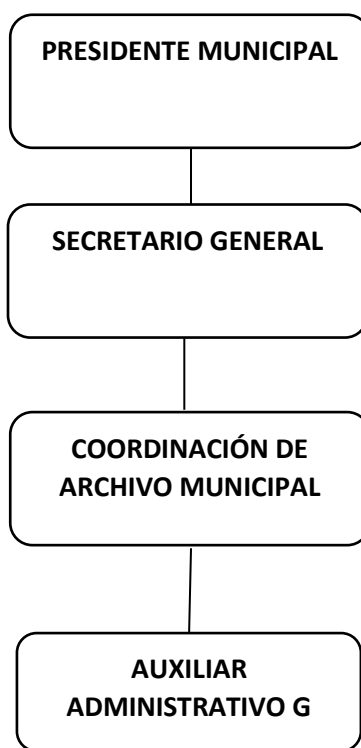 PRESIDENTE MUNICIPAL
SECRETARIO GENERAL
COORDINACIÓN DE
ARCHIVO MUNICIPAL
AUXILIAR
ADMINISTRATIVO G